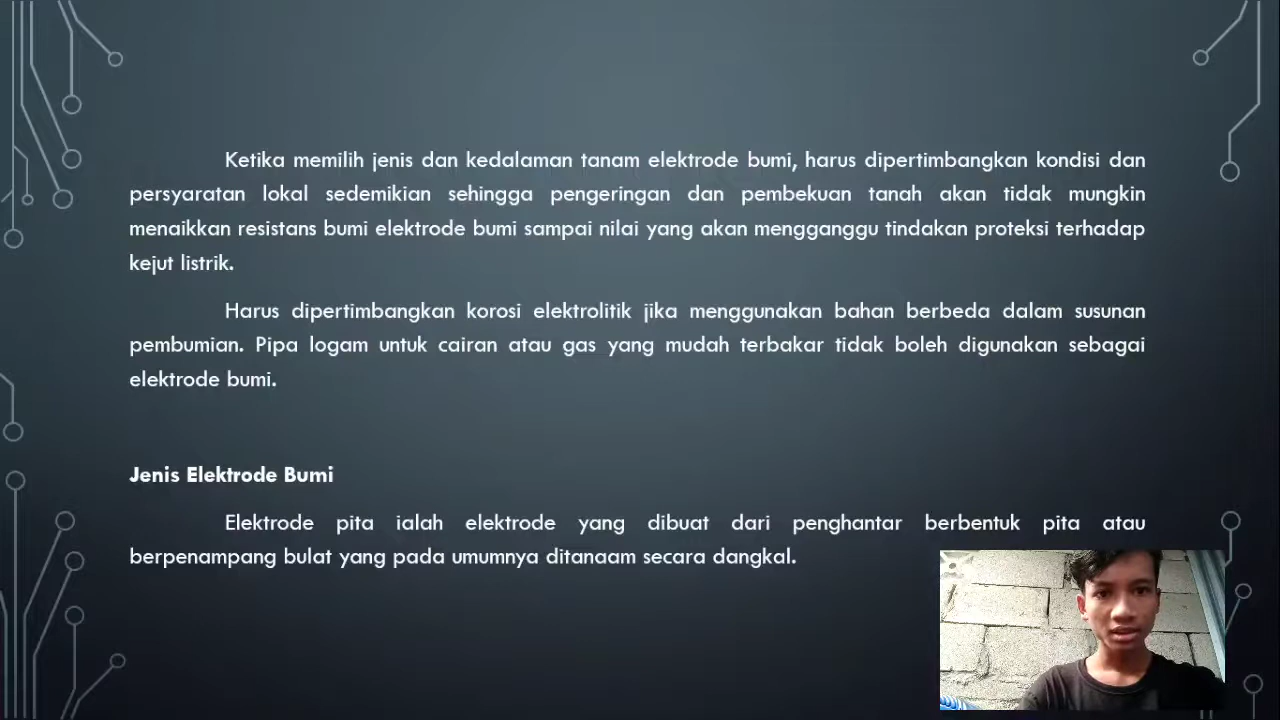 Ketika memilih jenis dan kedalaman tanam elektrode bumi, harus dipertimbangkan kondisi dan
persyaratan lokal sedemikian sehingga pengeringan dan pembekuan tanah akan tidak mungkin
menaikkan resistans bumi elektrode bumi sampai nilai yang akan mengganggu tindakan proteksi terhadap
kejut listrik.
Harus dipertimbangkan korosi elektrolitik jika menggunakan bahan berbeda dalam susunan
pembumian. Pipa logam untuk cairan atau gas yang mudah terbakar tidak boleh digunakan sebagai
elektrode bumi.
Jenis Elektrode Bumi
Elektrode pita ialah elektrode yang dibuat dari penghantar berbentuk pita atau
berpenampang bulat yang pada umumnya ditanaam secara dangkal.